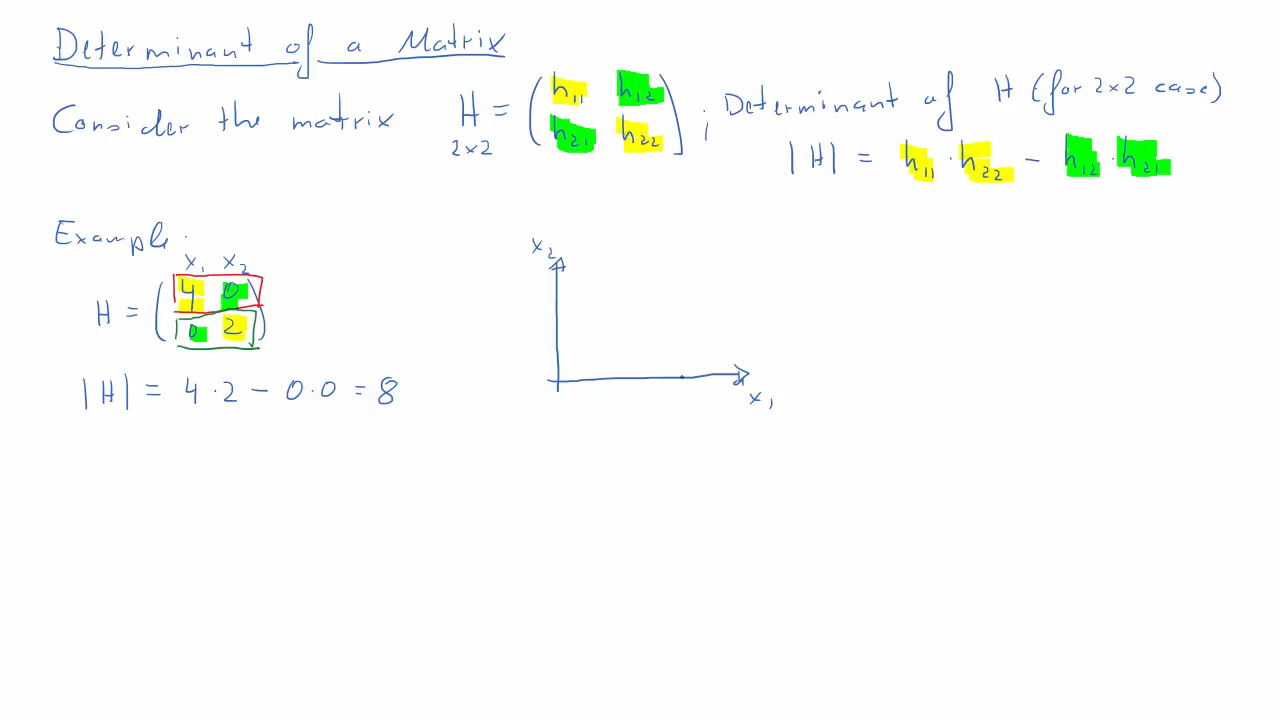 Determinant of a Matrix
Consider the matrix H = ( h₁₁ h₁₂ ) ; Determinant of H (for 2×2 case)
2×2 ( h₂₁ h₂₂ ) |H| = h₁₁ · h₂₂ − h₁₂ · h₂₁
Example:
x₁ x₂
H = ( 4 0 )
( 0 2 )
|H| = 4 · 2 − 0 · 0 = 8
x₂
x₁